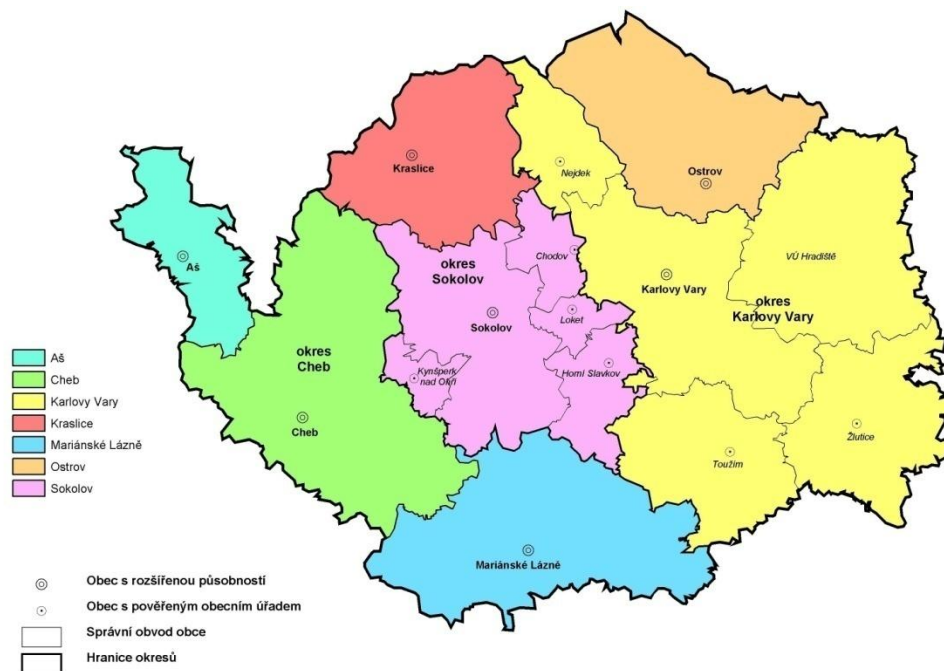 Kraslice
Nejdek
Ostrov
Aš
okres
Sokolov
Chodov
VÚ Hradiště
Karlovy Vary
okres
Karlovy Vary
Sokolov
Loket
okres
Cheb
Kynšperk
nad Ohří
Horní Slavkov
Cheb
Toužim
Žlutice
Mariánské Lázně
Aš
Cheb
Karlovy Vary
Kraslice
Mariánské Lázně
Ostrov
Sokolov
Obec s rozšířenou působností
Obec s pověřeným obecním úřadem
Správní obvod obce
Hranice okresů